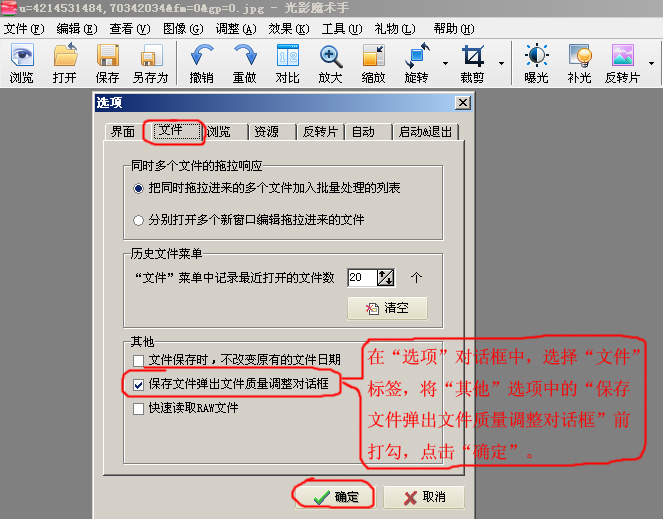 u=4214531484,70342034&fm=0&gp=0.jpg - 光影魔术手
文件(F) 编辑(E) 查看(V) 图像(G) 调整(J) 效果(K) 工具(U) 礼物(L) 帮助(H)
浏览 打开 保存 另存为 撤销 重做 对比 放大 缩放 旋转 裁剪 曝光 补光 反转片
选项
界面 文件 浏览 资源 反转片 自动 启动&退出
同时多个文件的拖拉响应
把同时拖拉进来的多个文件加入批量处理的列表
分别打开多个新窗口编辑拖拉进来的文件
历史文件菜单
“文件”菜单中记录最近打开的文件数 20 个
清空
其他
文件保存时，不改变原有的文件日期
保存文件弹出文件质量调整对话框
快速读取RAW文件
在“选项”对话框中，选择“文件”
标签，将“其他”选项中的“保存
文件弹出文件质量调整对话框”前
打勾，点击“确定”。
确定 取消